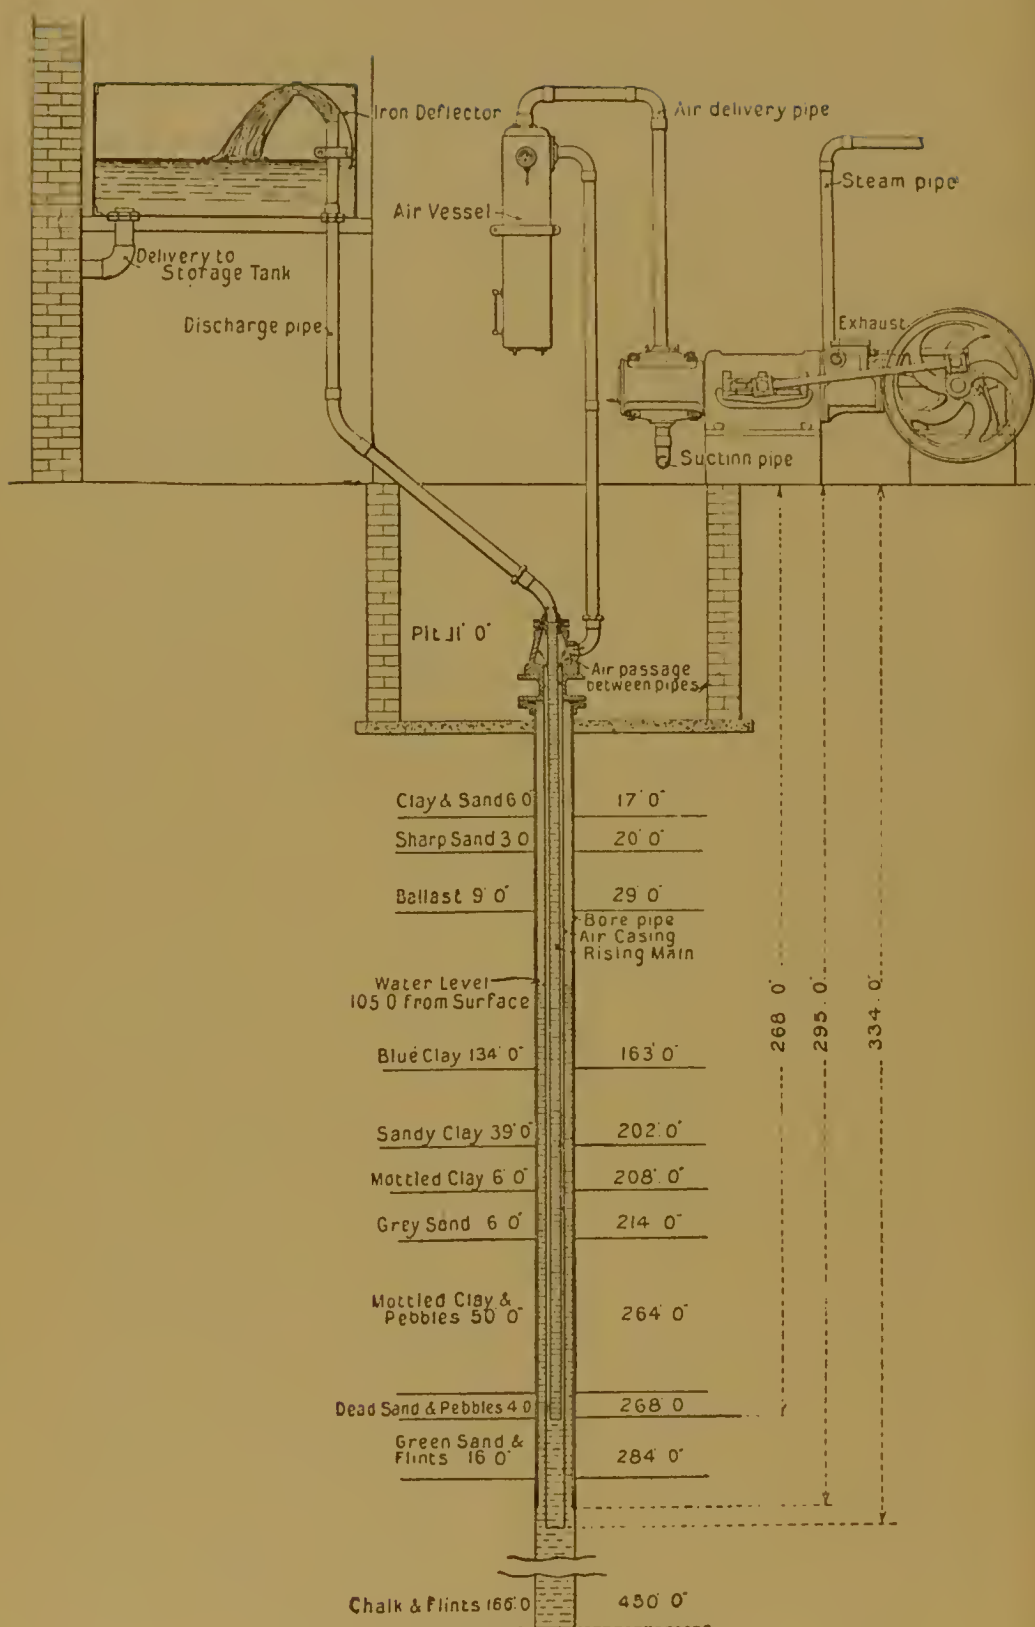 Iron Deflector
Air delivery pipe
Steam pipe
Air Vessel
Delivery to
Storage Tank
Discharge pipe
Exhaust
Suction pipe
Pit 11' 0"
Air passage
between pipes
Clay & Sand 6 0" 17' 0"
Sharp Sand 3 0 20' 0"
Ballast 9' 0" 29' 0"
Bore pipe
Air Casing
Rising Main
Water Level
105 0 from Surface
268 0"
295. 0"
334. 0"
Blue Clay 134' 0" 163' 0"
Sandy Clay 39' 0" 202' 0"
Mottled Clay 6' 0" 208'. 0"
Grey Sand 6 0" 214 0"
Mottled Clay &
Pebbles 50' 0" 264' 0"
Dead Sand & Pebbles 4 0 268' 0
Green Sand &
Flints 16 0" 284' 0"
Chalk & Flints 166' 0 450' 0"